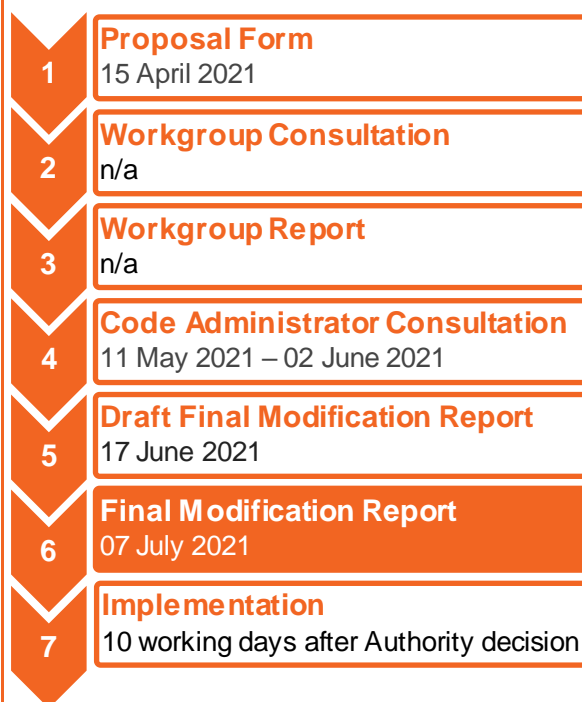 1
Proposal Form
15 April 2021
2
Workgroup Consultation
n/a
3
Workgroup Report
n/a
4
Code Administrator Consultation
11 May 2021 – 02 June 2021
5
Draft Final Modification Report
17 June 2021
6
Final Modification Report
07 July 2021
7
Implementation
10 working days after Authority decision